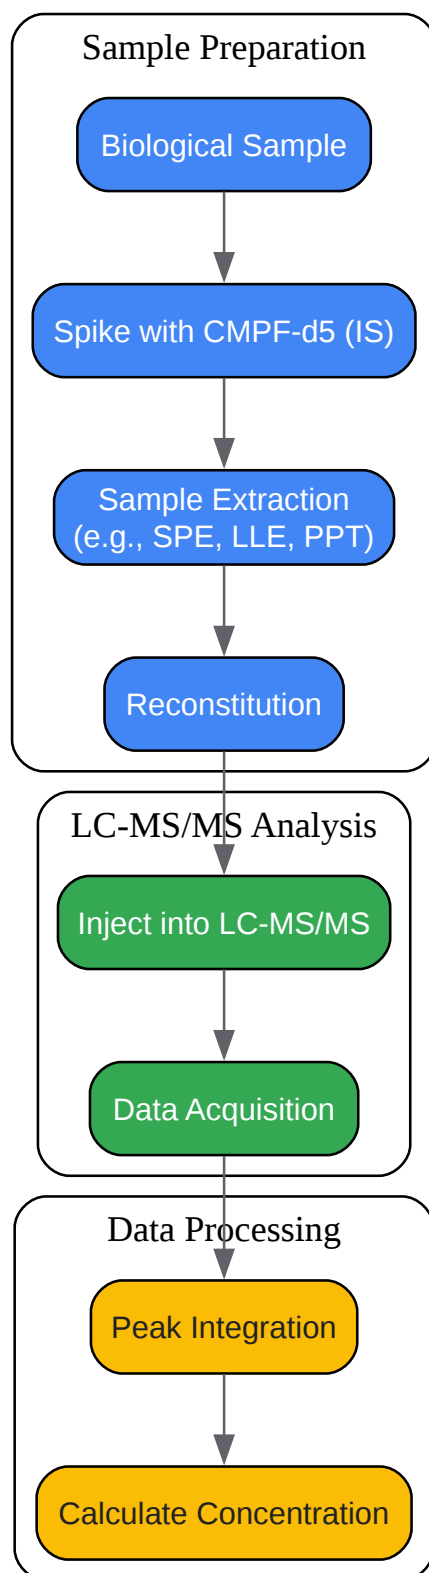 Sample Preparation
Biological Sample
Spike with CMPF-d5 (IS)
Sample Extraction
(e.g., SPE, LLE, PPT)
Reconstitution
LC-MS/MS Analysis
Inject into LC-MS/MS
Data Acquisition
Data Processing
Peak Integration
Calculate Concentration